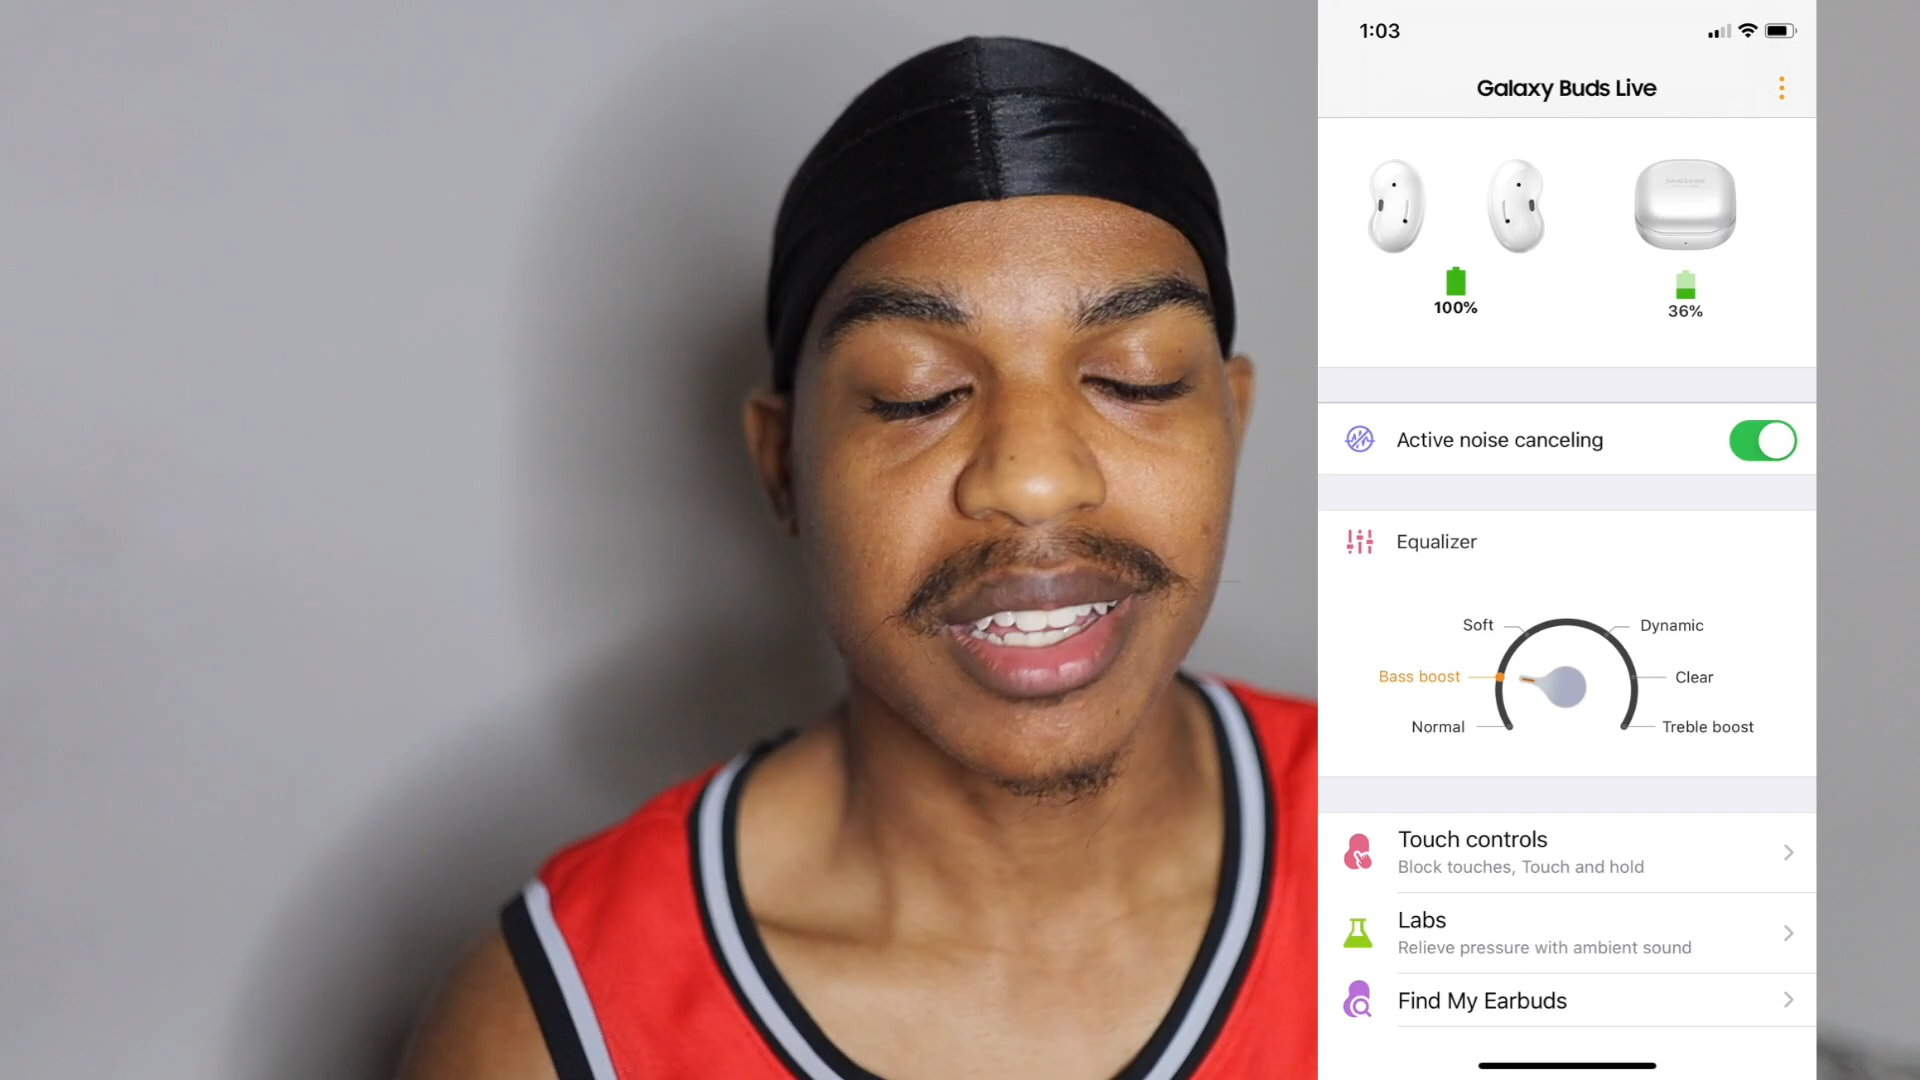 1:03
Galaxy Buds Live
SAMSUNG
100%
36%
Active noise canceling
Equalizer
Soft
Dynamic
Bass boost
Clear
Normal
Treble boost
Touch controls
Block touches, Touch and hold
Labs
Relieve pressure with ambient sound
Find My Earbuds